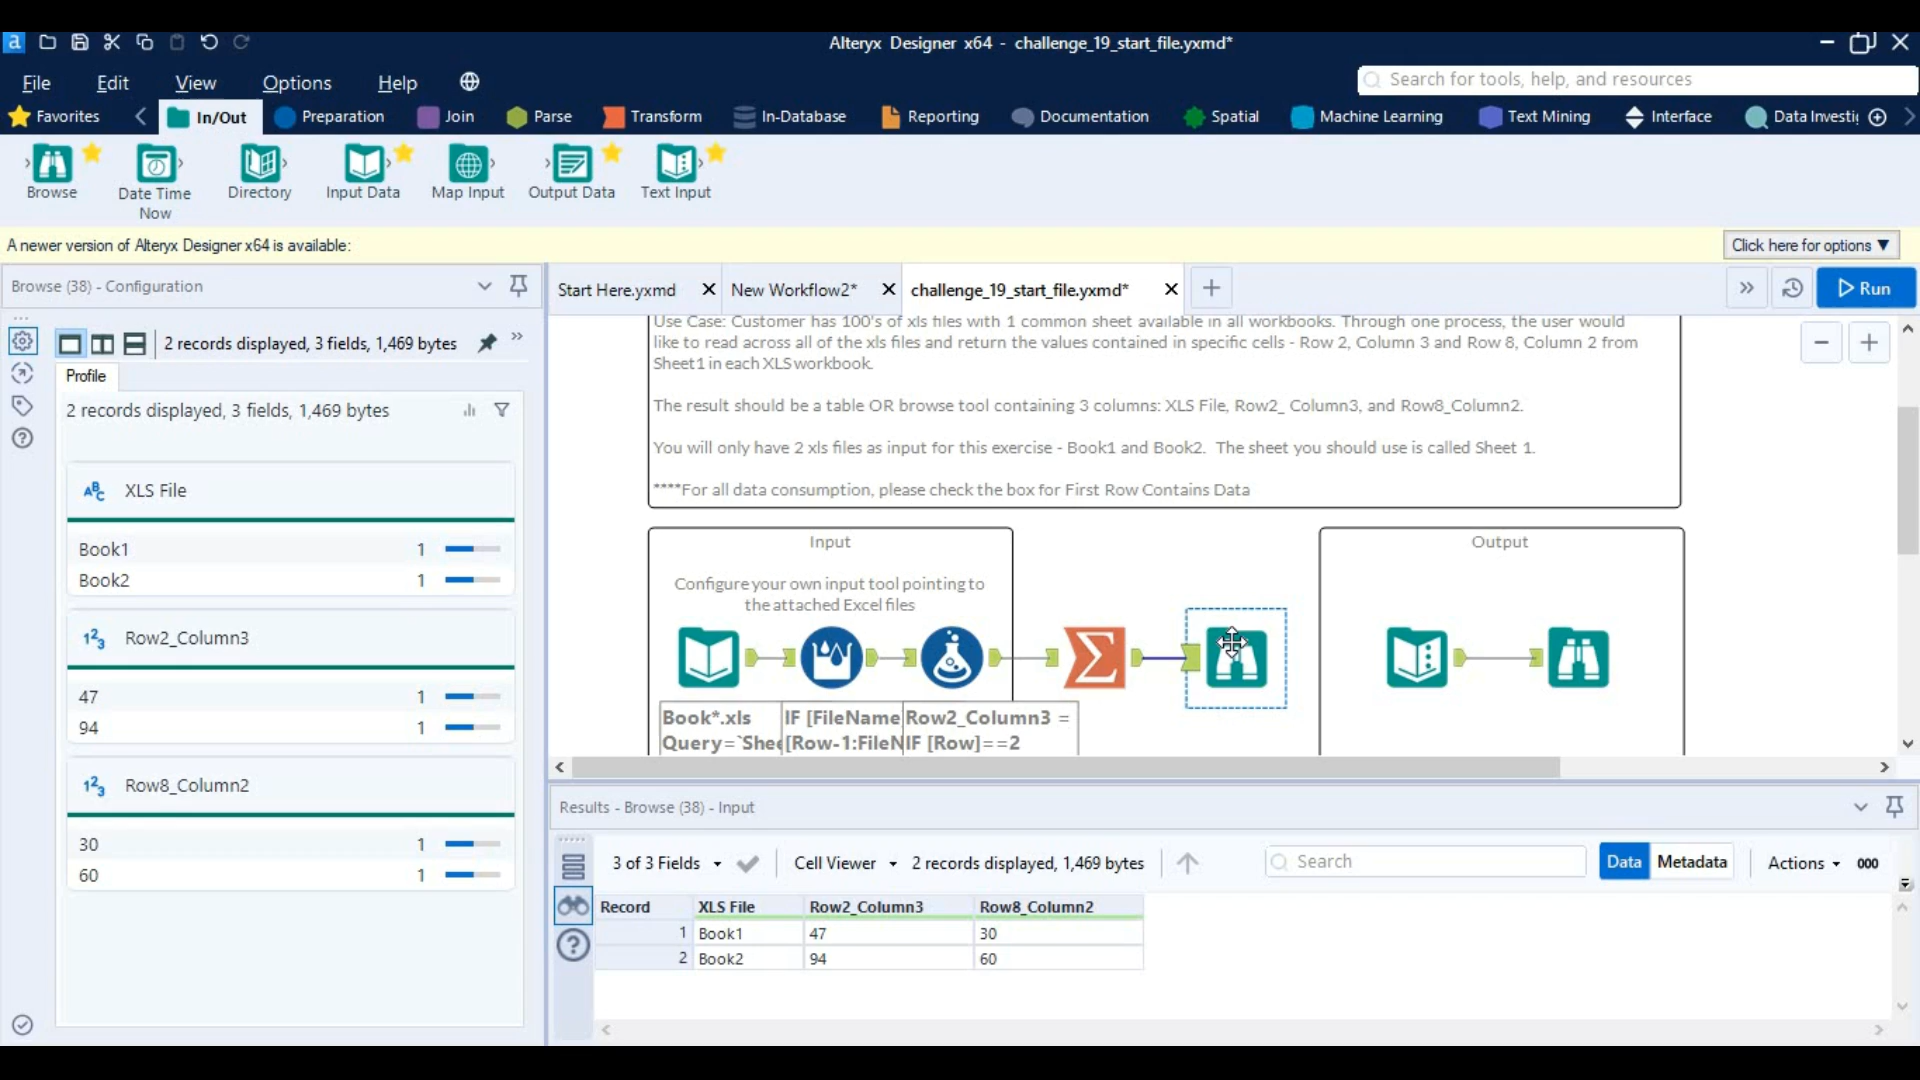 Alteryx Designer x64 - challenge_19_start_file.yxmd*
File Edit View Options Help
Search for tools, help, and resources
Favorites In/Out Preparation Join Parse Transform In-Database Reporting Documentation Spatial Machine Learning Text Mining Interface Data Investi
Browse Date Time Now Directory Input Data Map Input Output Data Text Input
A newer version of Alteryx Designer x64 is available: Click here for options ▼
Browse (38) - Configuration
Start Here.yxmd New Workflow2* challenge_19_start_file.yxmd* Run
2 records displayed, 3 fields, 1,469 bytes
Profile
2 records displayed, 3 fields, 1,469 bytes
XLS File
Book1 1
Book2 1
Row2_Column3
47 1
94 1
Row8_Column2
30 1
60 1
Use Case: Customer has 100's of xls files with 1 common sheet available in all workbooks. Through one process, the user would
like to read across all of the xls files and return the values contained in specific cells - Row 2, Column 3 and Row 8, Column 2 from
Sheet1 in each XLS workbook.
The result should be a table OR browse tool containing 3 columns: XLS File, Row2_ Column3, and Row8_Column2.
You will only have 2 xls files as input for this exercise - Book1 and Book2. The sheet you should use is called Sheet 1.
****For all data consumption, please check the box for First Row Contains Data
Input
Configure your own input tool pointing to
the attached Excel files
Output
Book*.xls
Query=`Shee
IF [FileName
[Row-1:FileN
Row2_Column3 =
IF [Row]==2
Results - Browse (38) - Input
3 of 3 Fields Cell Viewer 2 records displayed, 1,469 bytes Search Data Metadata Actions 000
Record XLS File Row2_Column3 Row8_Column2
1 Book1 47 30
2 Book2 94 60